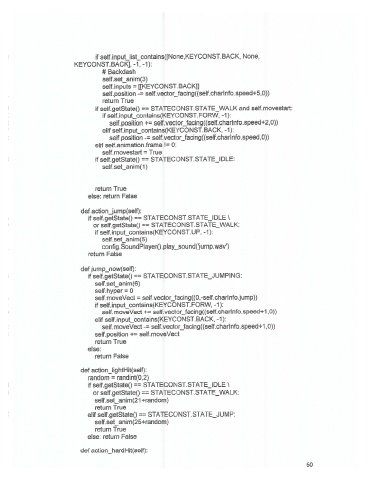 if self.input_list_contains([None,KEYCONST.BACK, None,
KEYCONST.BACK], -1, -1):
# Backdash
self.set_anim(3)
self.inputs = [[KEYCONST.BACK]]
self.position -= self.vector_facing((self.charInfo.speed+5,0))
return True
if self.getState() == STATECONST.STATE_WALK and self.movestart:
if self.input_contains(KEYCONST.FORW, -1):
self.position += self.vector_facing((self.charInfo.speed+2,0))
elif self.input_contains(KEYCONST.BACK, -1):
self.position -= self.vector_facing((self.charInfo.speed,0))
elif self.animation.frame != 0:
self.movestart = True
if self.getState() == STATECONST.STATE_IDLE:
self.set_anim(1)
return True
else: return False
def action_jump(self):
if self.getState() == STATECONST.STATE_IDLE \
or self.getState() == STATECONST.STATE_WALK:
if self.input_contains(KEYCONST.UP, -1):
self.set_anim(5)
config.SoundPlayer().play_sound('jump.wav')
return False
def jump_now(self):
if self.getState() == STATECONST.STATE_JUMPING:
self.set_anim(6)
self.hyper = 0
self.moveVect = self.vector_facing((0,-self.charInfo.jump))
if self.input_contains(KEYCONST.FORW, -1):
self.moveVect += self.vector_facing((self.charInfo.speed+1,0))
elif self.input_contains(KEYCONST.BACK, -1):
self.moveVect -= self.vector_facing((self.charInfo.speed+1,0))
self.position += self.moveVect
return True
else:
return False
def action_lightHit(self):
random = randint(0,2)
if self.getState() == STATECONST.STATE_IDLE \
or self.getState() == STATECONST.STATE_WALK:
self.set_anim(21+random)
return True
elif self.getState() == STATECONST.STATE_JUMP:
self.set_anim(25+random)
return True
else: return False
def action_hardHit(self):
50